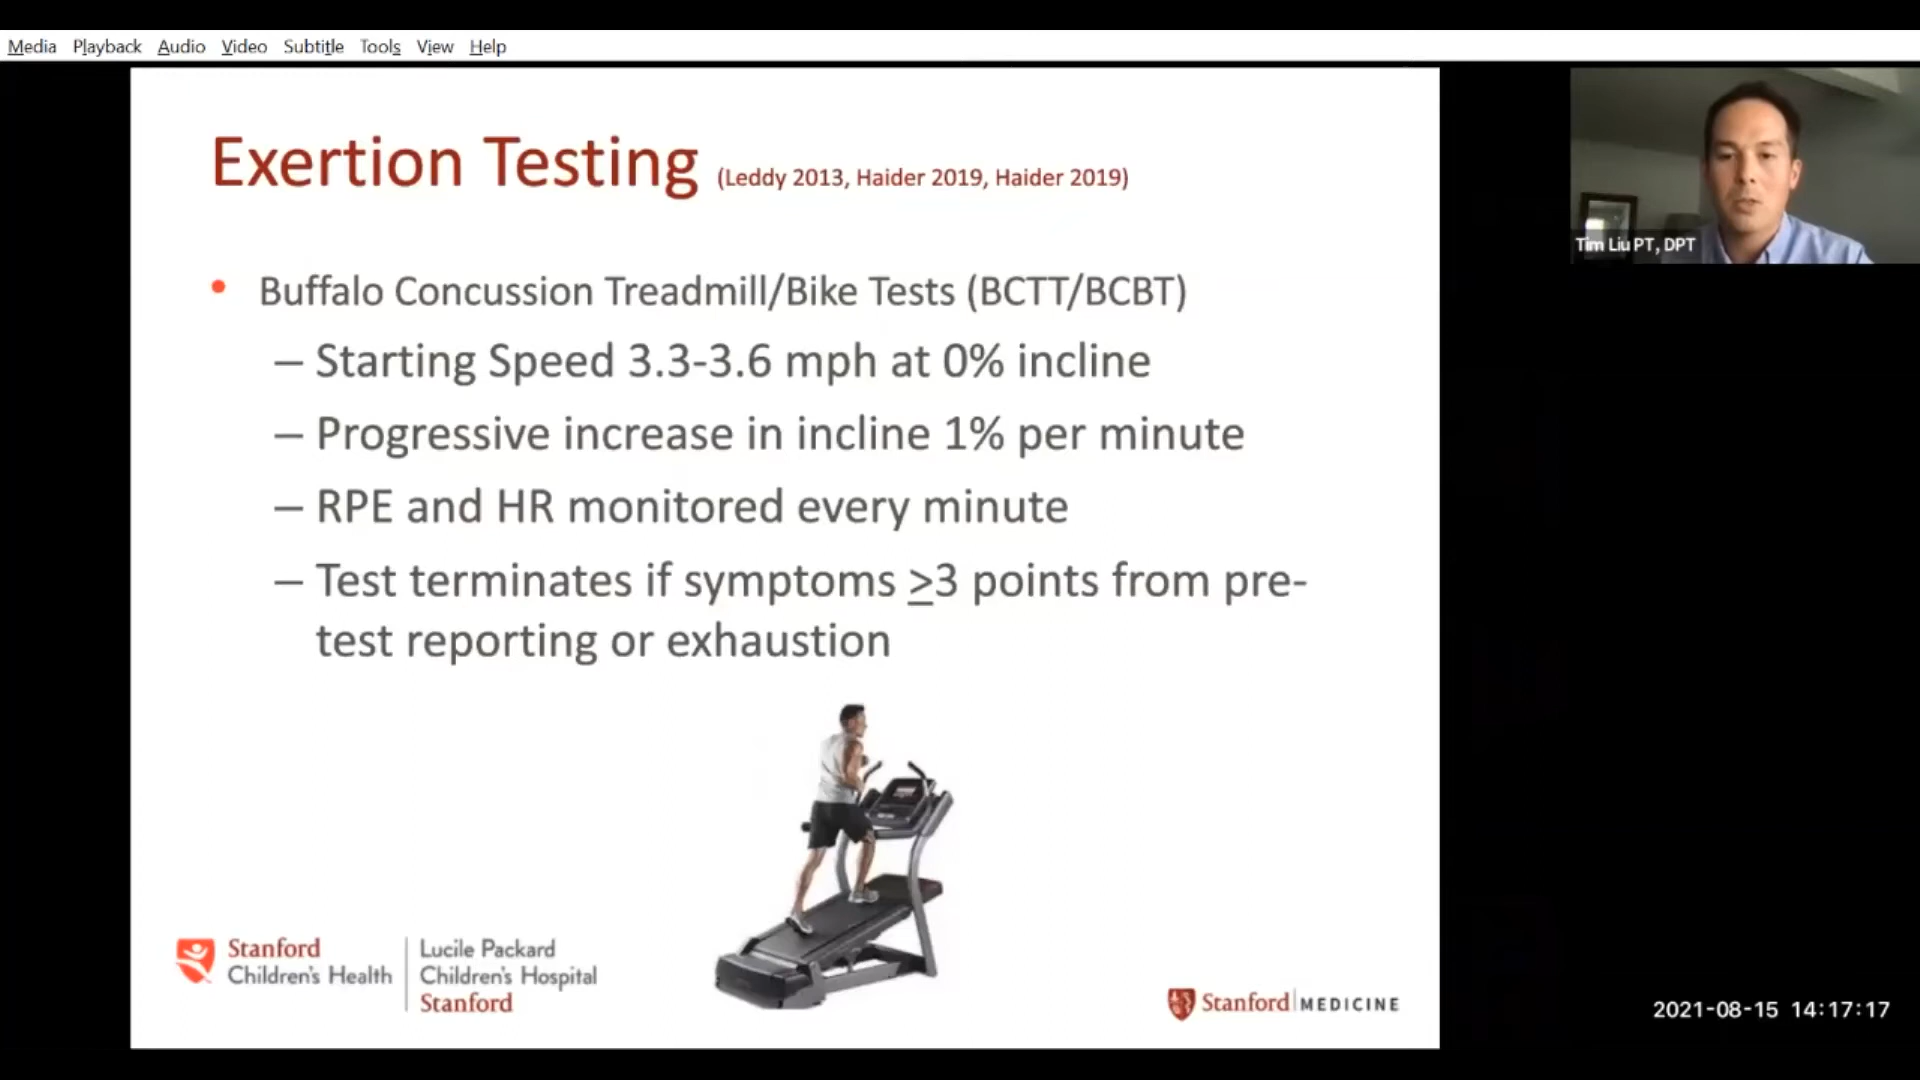 Media Playback Audio Video Subtitle Tools View Help
Exertion Testing (Leddy 2013, Haider 2019, Haider 2019)
• Buffalo Concussion Treadmill/Bike Tests (BCTT/BCBT)
– Starting Speed 3.3-3.6 mph at 0% incline
– Progressive increase in incline 1% per minute
– RPE and HR monitored every minute
– Test terminates if symptoms ≥3 points from pre-
test reporting or exhaustion
Tim Liu PT, DPT
Stanford
Children's Health
Lucile Packard
Children's Hospital
Stanford
Stanford MEDICINE
2021-08-15 14:17:17